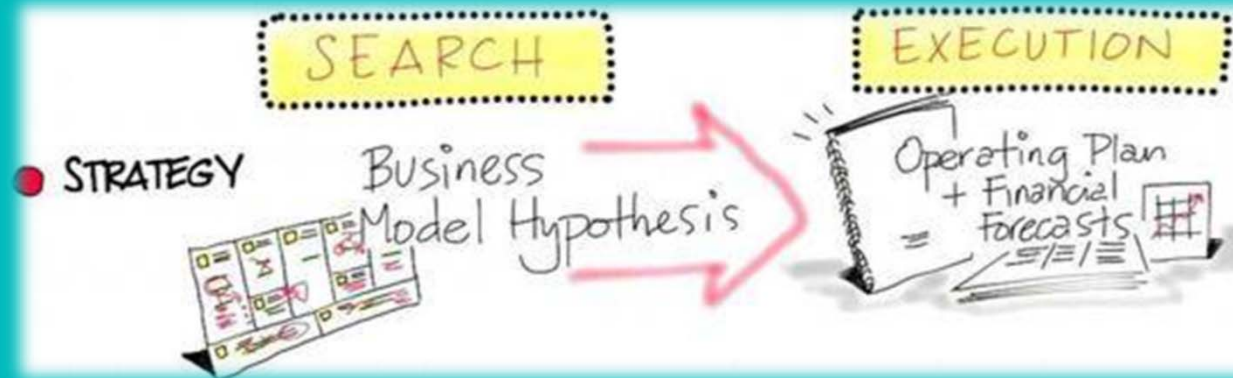 SEARCH
EXECUTION
STRATEGY
Business
Model Hypothesis
Operating Plan
+ Financial
Forecasts